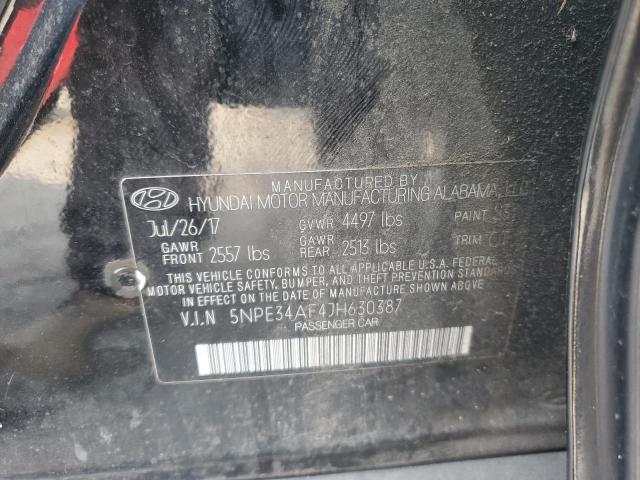 MANUFACTURED BY
HYUNDAI MOTOR MANUFACTURING ALABAMA, LLC
Jul/26/17 GVWR 4497 lbs PAINT
GAWR FRONT 2557 lbs GAWR REAR 2513 lbs TRIM
THIS VEHICLE CONFORMS TO ALL APPLICABLE U.S.A. FEDERAL
MOTOR VEHICLE SAFETY, BUMPER, AND THEFT PREVENTION STANDARDS
IN EFFECT ON THE DATE OF MANUFACTURE SHOWN ABOVE.
V.I.N 5NPE34AF4JH630387
PASSENGER CAR